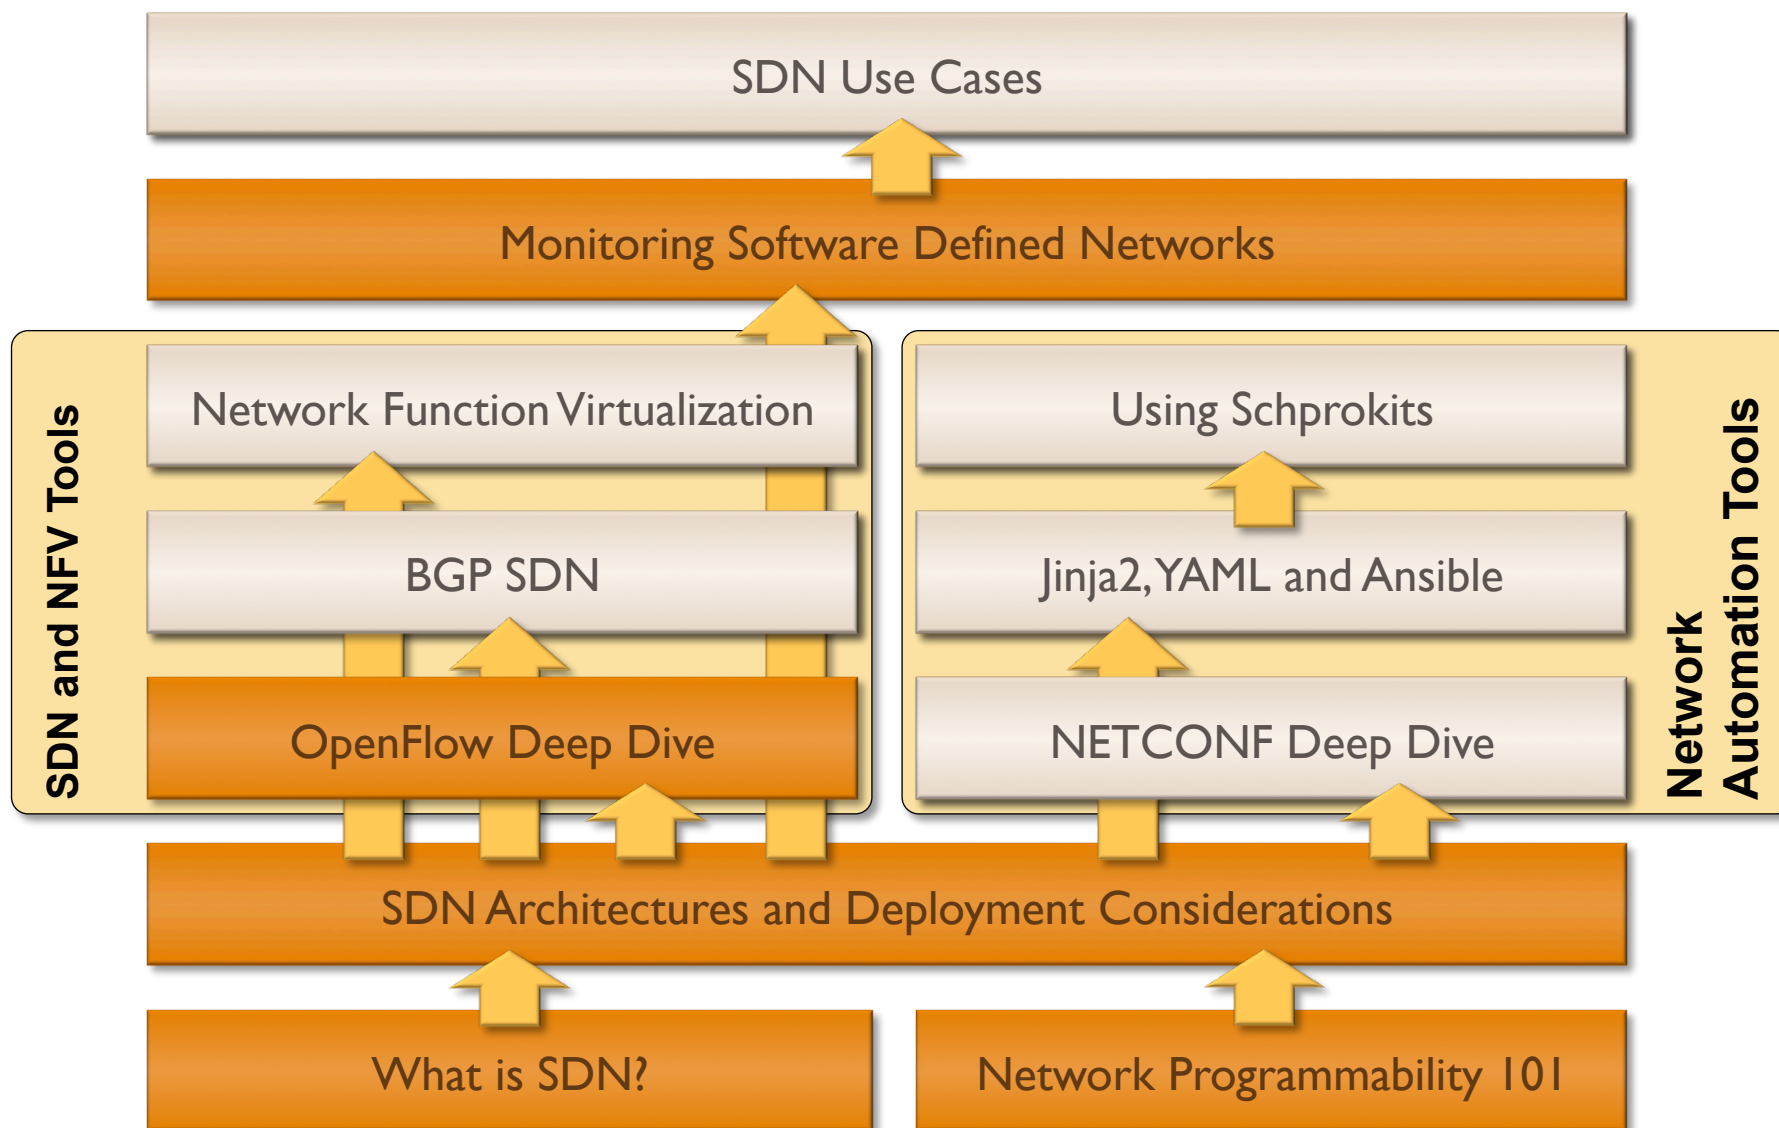 SDN Use Cases
Monitoring Software Defined Networks
SDN and NFV Tools
Network Function Virtualization
BGP SDN
OpenFlow Deep Dive
Using Schprokits
Jinja2, YAML and Ansible
NETCONF Deep Dive
Network
Automation Tools
SDN Architectures and Deployment Considerations
What is SDN?
Network Programmability 101